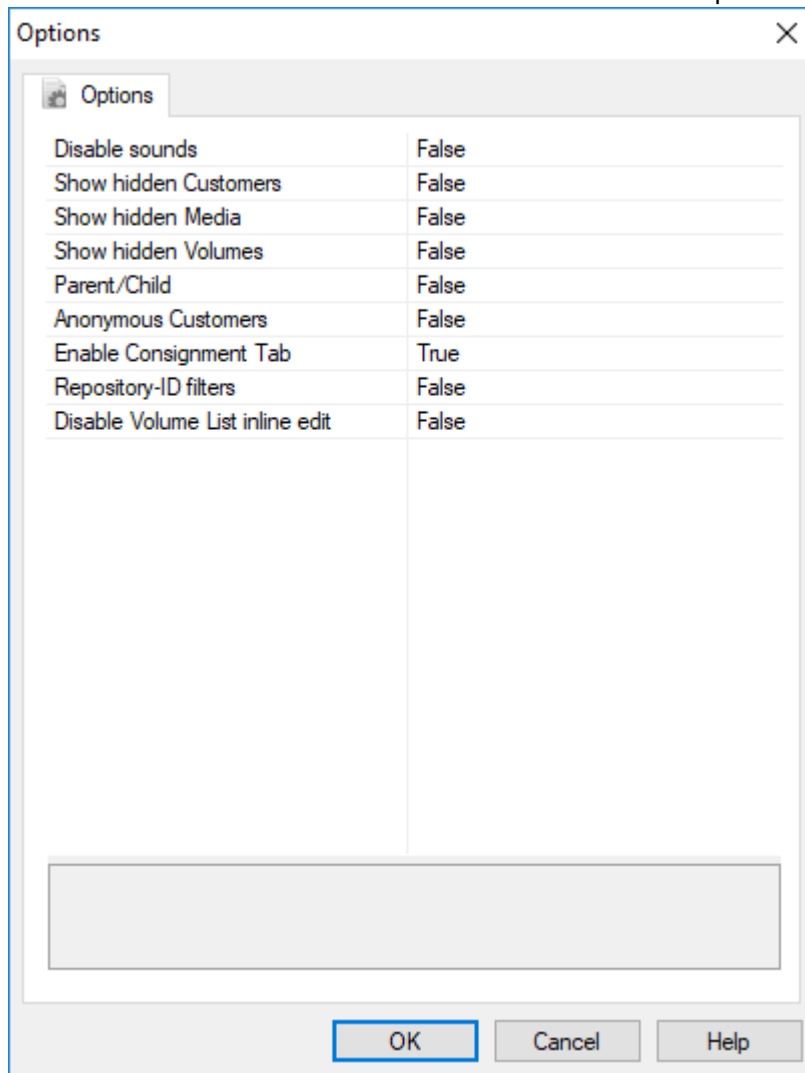 Options
Options
Disable sounds False
Show hidden Customers False
Show hidden Media False
Show hidden Volumes False
Parent/Child False
Anonymous Customers False
Enable Consignment Tab True
Repository-ID filters False
Disable Volume List inline edit False
OK Cancel Help